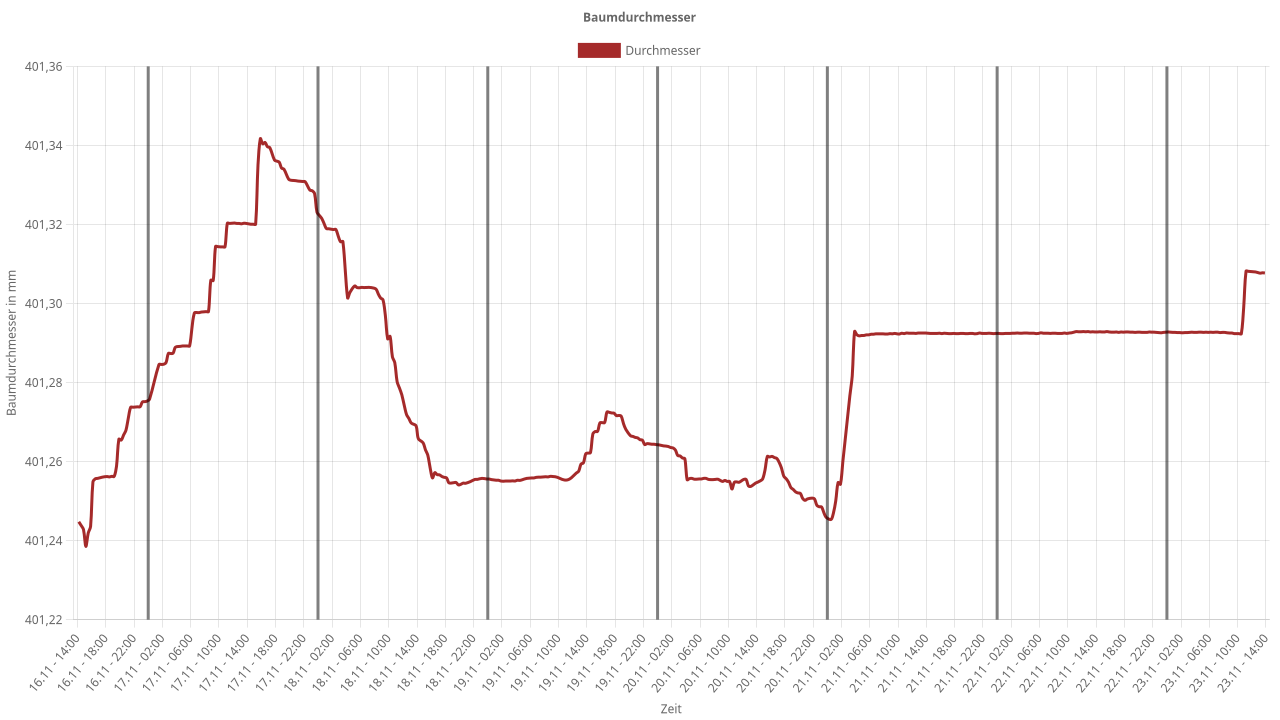 Baumdurchmesser
Durchmesser
Baumdurchmesser in mm
401,36
401,34
401,32
401,30
401,28
401,26
401,24
401,22
16.11 - 14:00
16.11 - 18:00
16.11 - 22:00
17.11 - 02:00
17.11 - 06:00
17.11 - 10:00
17.11 - 14:00
17.11 - 18:00
17.11 - 22:00
18.11 - 02:00
18.11 - 06:00
18.11 - 10:00
18.11 - 14:00
18.11 - 18:00
18.11 - 22:00
19.11 - 02:00
19.11 - 06:00
19.11 - 10:00
19.11 - 14:00
19.11 - 18:00
19.11 - 22:00
20.11 - 02:00
20.11 - 06:00
20.11 - 10:00
20.11 - 14:00
20.11 - 18:00
20.11 - 22:00
21.11 - 02:00
21.11 - 06:00
21.11 - 10:00
21.11 - 14:00
21.11 - 18:00
21.11 - 22:00
22.11 - 02:00
22.11 - 06:00
22.11 - 10:00
22.11 - 14:00
22.11 - 18:00
22.11 - 22:00
23.11 - 02:00
23.11 - 06:00
23.11 - 10:00
23.11 - 14:00
Zeit